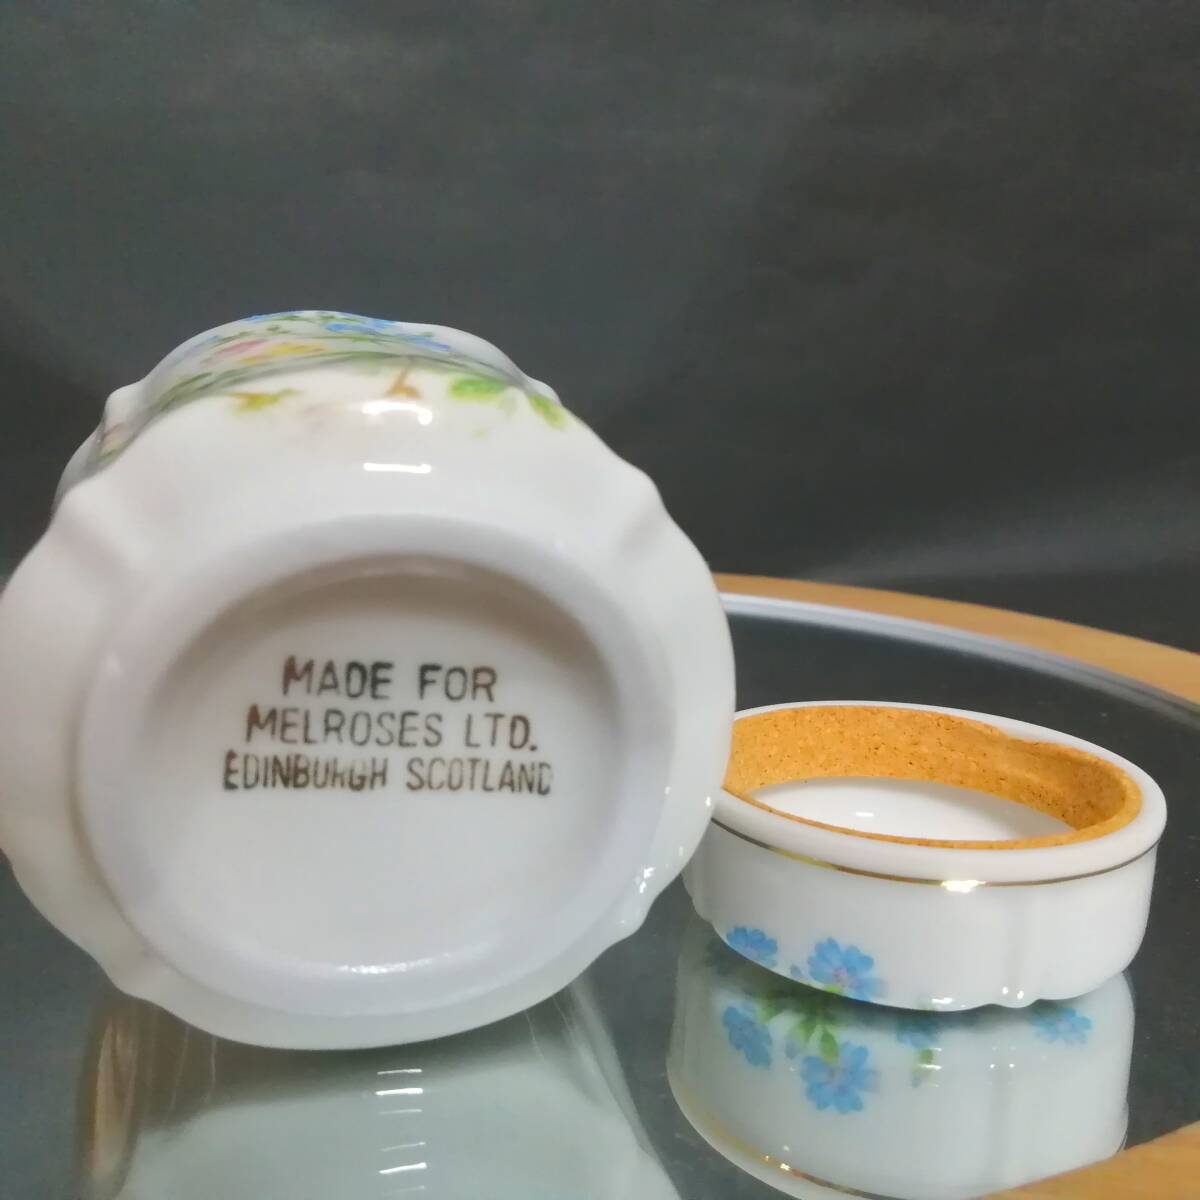 MADE FOR
MELROSES LTD.
EDINBURGH SCOTLAND